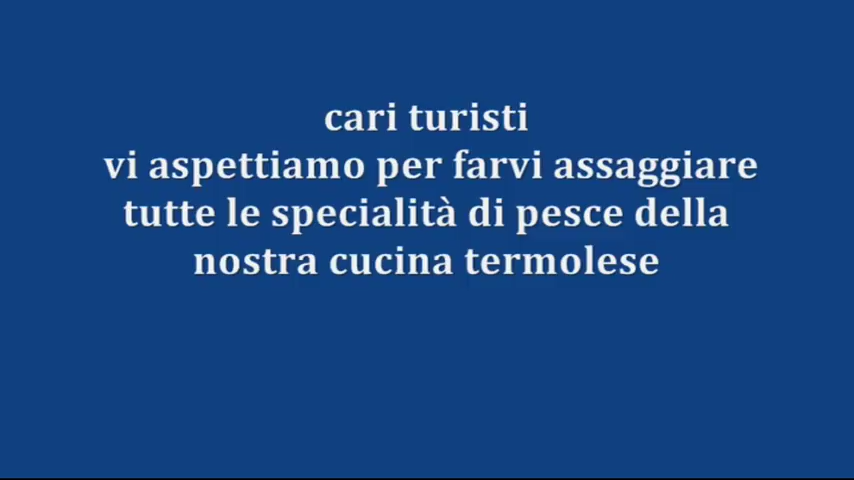 cari turisti
vi aspettiamo per farvi assaggiare
tutte le specialità di pesce della
nostra cucina termolese